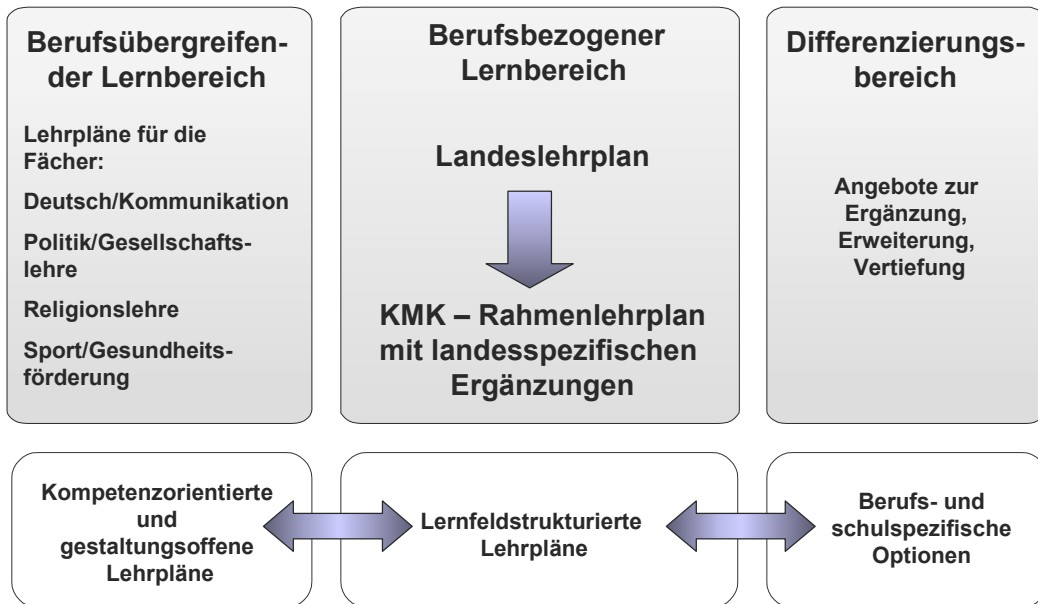 Berufsübergreifen-
der Lernbereich
Lehrpläne für die
Fächer:
Deutsch/Kommunikation
Politik/Gesellschafts-
lehre
Religionslehre
Sport/Gesundheits-
förderung
Berufsbezogener
Lernbereich
Landeslehrplan
KMK – Rahmenlehrplan
mit landesspezifischen
Ergänzungen
Differenzierungs-
bereich
Angebote zur
Ergänzung,
Erweiterung,
Vertiefung
Kompetenzorientierte
und
gestaltungsoffene
Lehrpläne
Lernfeldstrukturierte
Lehrpläne
Berufs- und
schulspezifische
Optionen